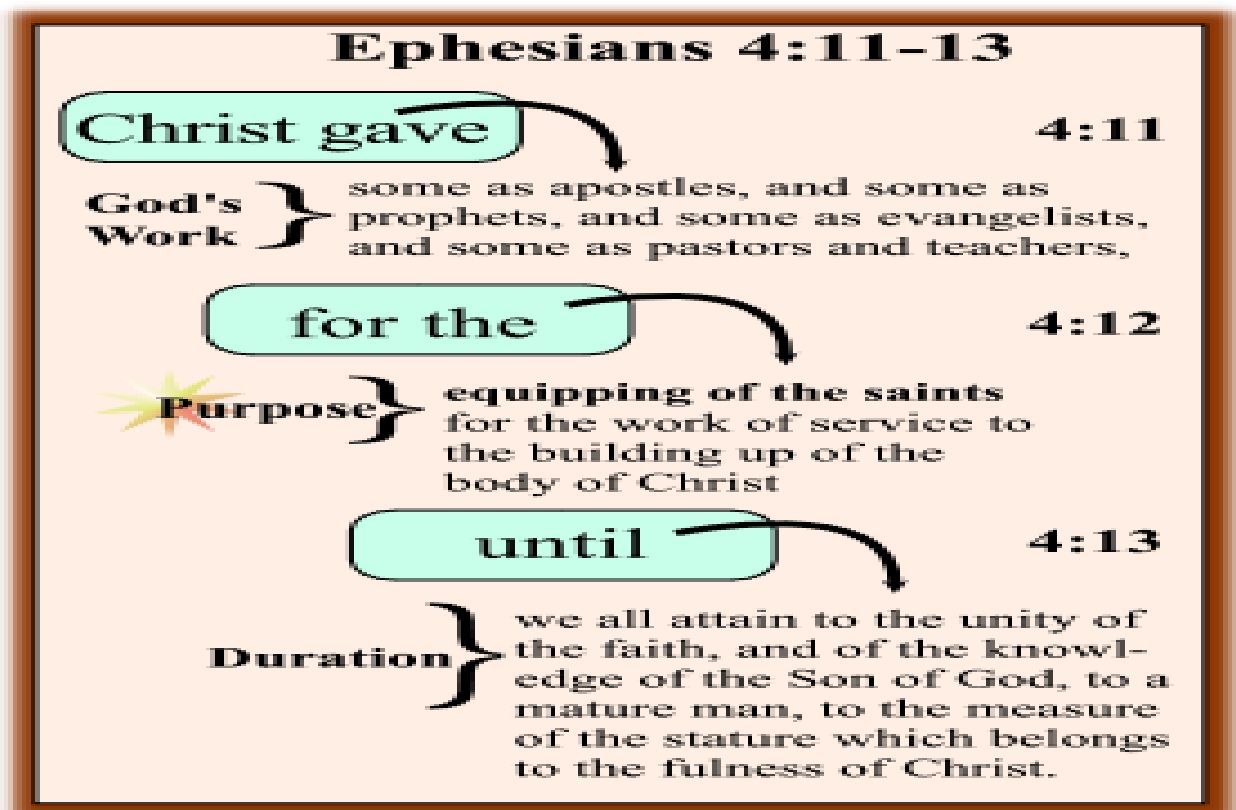 Ephesians 4:11-13
Christ gave
4:11
God's
Work
some as apostles, and some as
prophets, and some as evangelists,
and some as pastors and teachers,
for the
4:12
Purpose
equipping of the saints
for the work of service to
the building up of the
body of Christ
until
4:13
Duration
we all attain to the unity of
the faith, and of the knowl-
edge of the Son of God, to a
mature man, to the measure
of the stature which belongs
to the fulness of Christ.